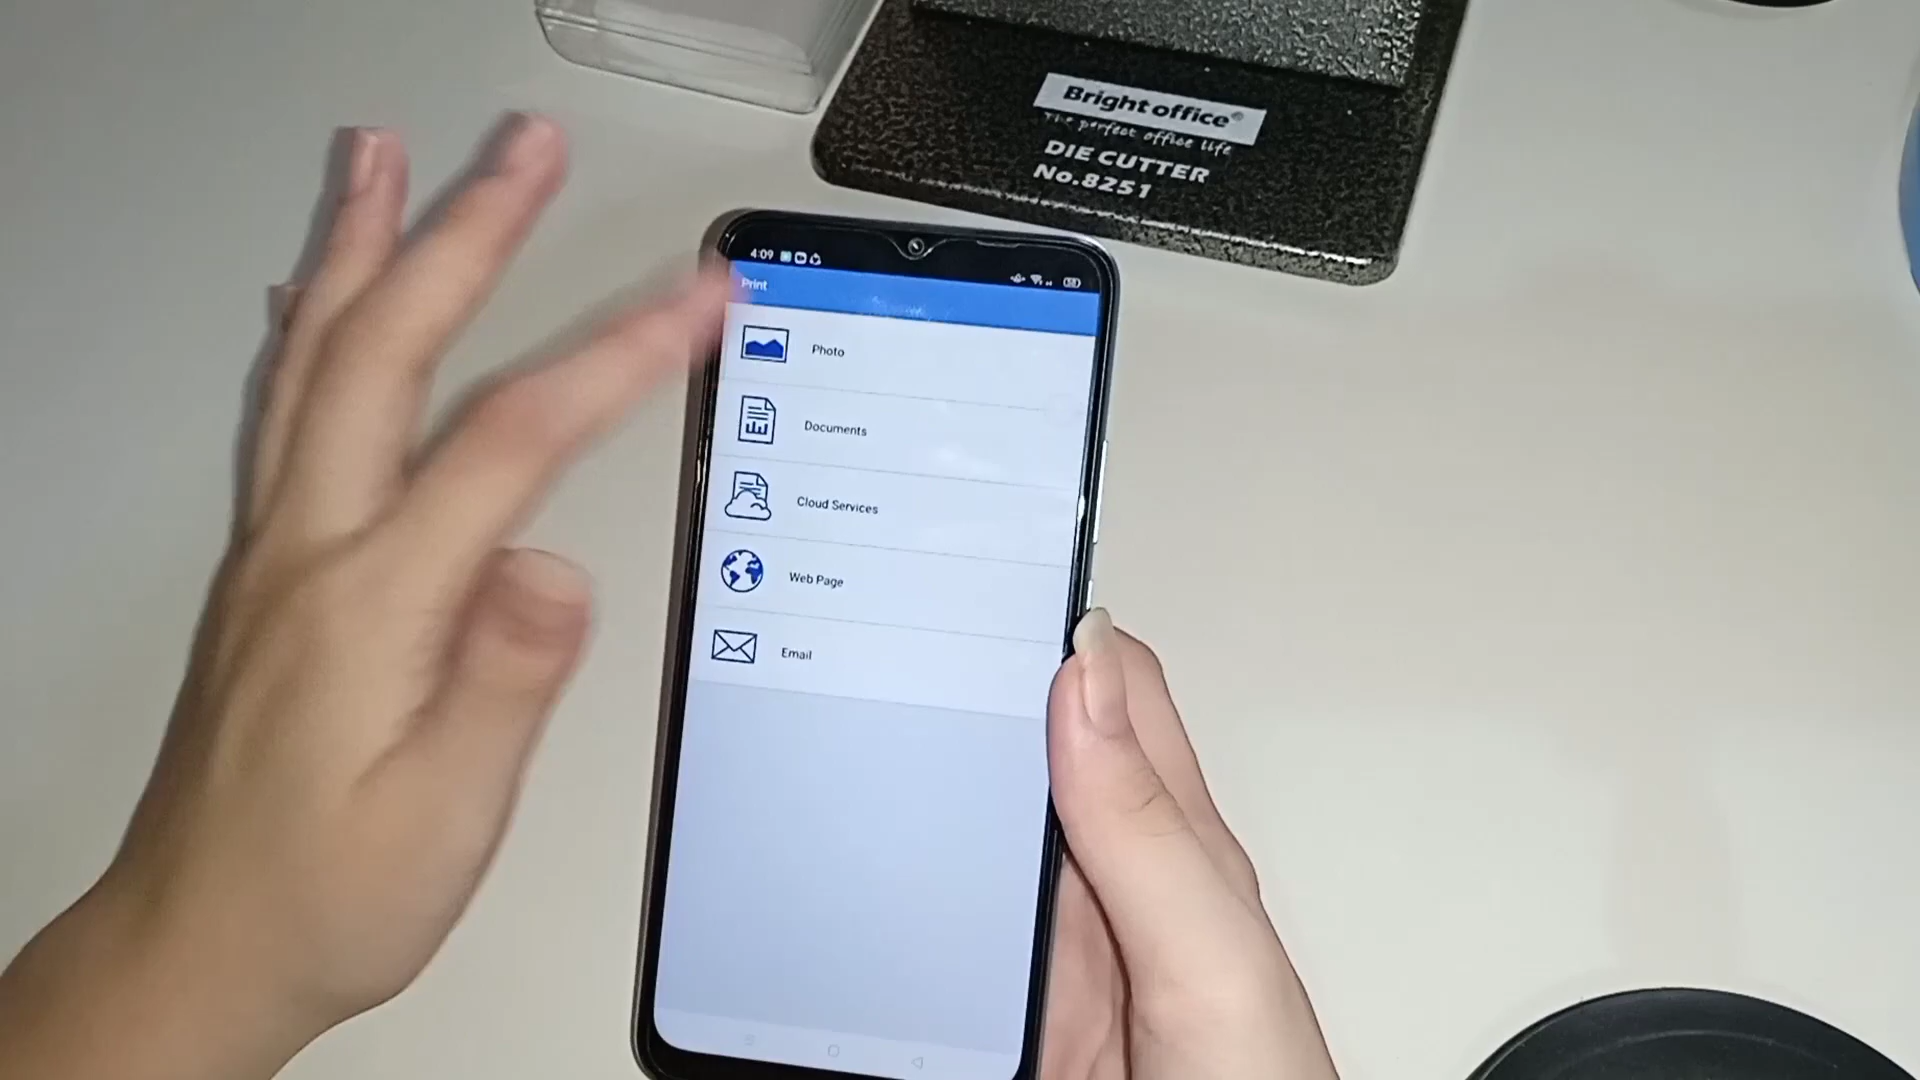 Bright office®
The perfect office life
DIE CUTTER
No.8251
4:09
Print
Photo
Documents
Cloud Services
Web Page
Email